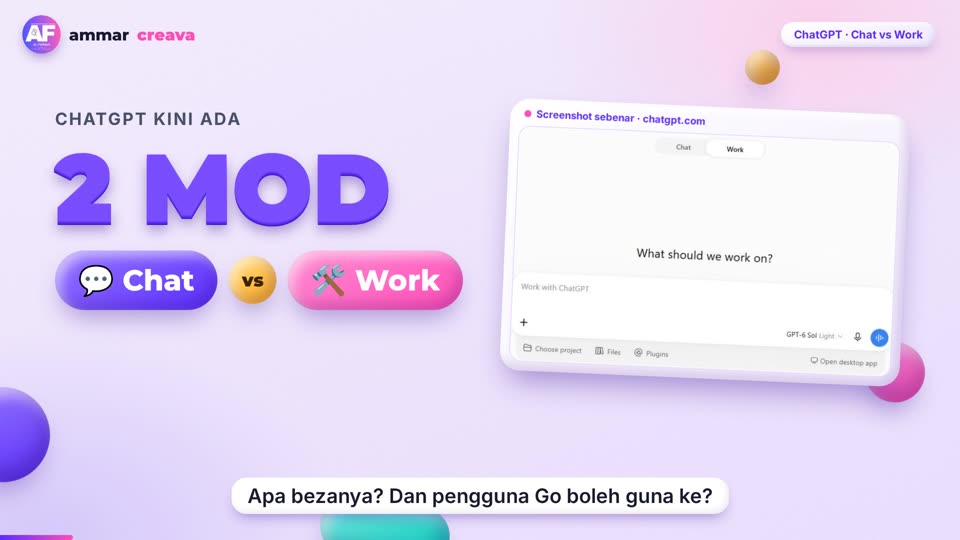 AF
ammar creava
ChatGPT · Chat vs Work
CHATGPT KINI ADA
2 MOD
💬 Chat
vs
🛠️ Work
Screenshot sebenar · chatgpt.com
Chat
Work
What should we work on?
Work with ChatGPT
+
GPT-6 Sol Light
Choose project
Files
Plugins
Open desktop app
Apa bezanya? Dan pengguna Go boleh guna ke?